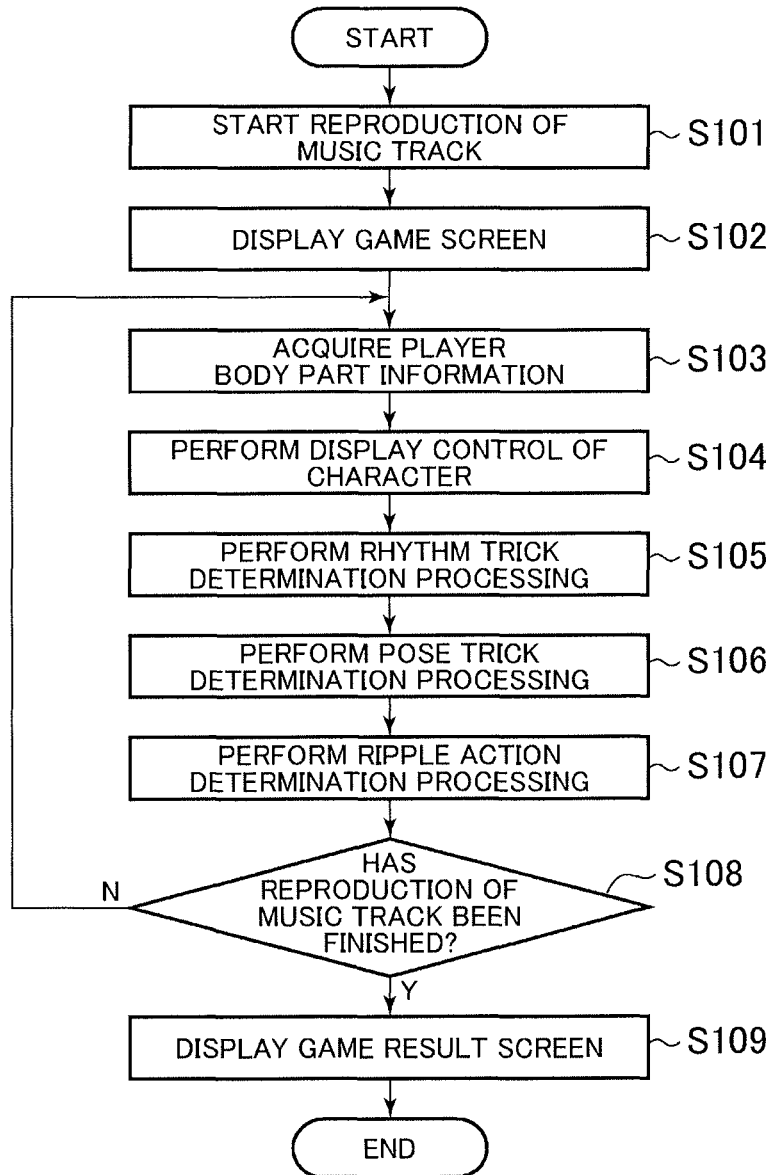 START
START REPRODUCTION OF
MUSIC TRACK
S101
DISPLAY GAME SCREEN
S102
ACQUIRE PLAYER
BODY PART INFORMATION
S103
PERFORM DISPLAY CONTROL OF
CHARACTER
S104
PERFORM RHYTHM TRICK
DETERMINATION PROCESSING
S105
PERFORM POSE TRICK
DETERMINATION PROCESSING
S106
PERFORM RIPPLE ACTION
DETERMINATION PROCESSING
S107
HAS
REPRODUCTION OF
MUSIC TRACK BEEN
FINISHED?
S108
N
Y
DISPLAY GAME RESULT SCREEN
S109
END